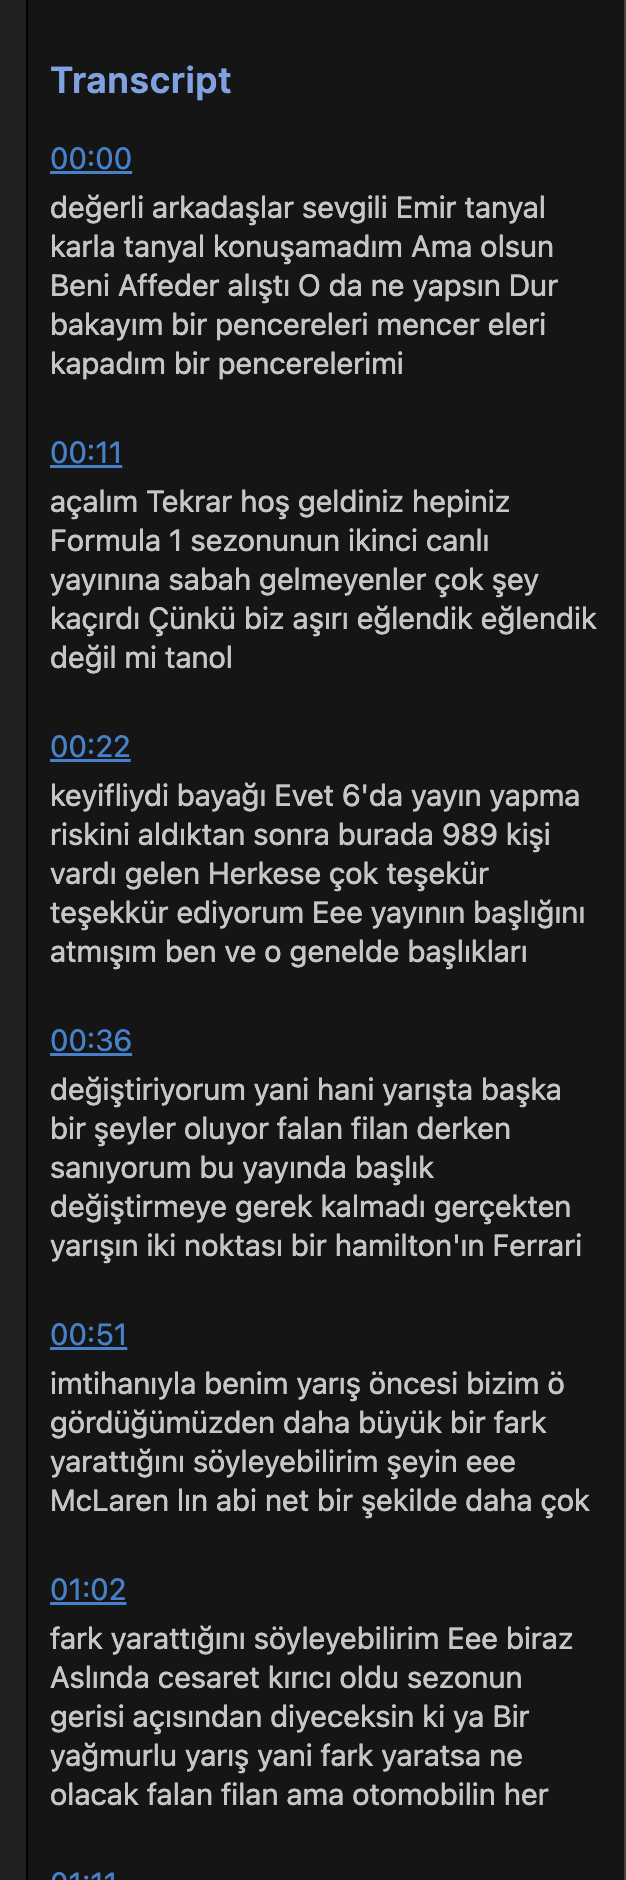 Transcript
00:00
değerli arkadaşlar sevgili Emir tanyal
karla tanyal konuşamadım Ama olsun
Beni Affeder alıştı O da ne yapsın Dur
bakayım bir pencereleri mencer eleri
kapadım bir pencerelerimi
00:11
açalım Tekrar hoş geldiniz hepiniz
Formula 1 sezonunun ikinci canlı
yayınına sabah gelmeyenler çok şey
kaçırdı Çünkü biz aşırı eğlendik eğlendik
değil mi tanol
00:22
keyifliydi bayağı Evet 6'da yayın yapma
riskini aldıktan sonra burada 989 kişi
vardı gelen Herkese çok teşekür
teşekkür ediyorum Eee yayının başlığını
atmışım ben ve o genelde başlıkları
00:36
değiştiriyorum yani hani yarışta başka
bir şeyler oluyor falan filan derken
sanıyorum bu yayında başlık
değiştirmeye gerek kalmadı gerçekten
yarışın iki noktası bir hamilton'ın Ferrari
00:51
imtihanıyla benim yarış öncesi bizim ö
gördüğümüzden daha büyük bir fark
yarattığını söyleyebilirim şeyin eee
McLaren lın abi net bir şekilde daha çok
01:02
fark yarattığını söyleyebilirim Eee biraz
Aslında cesaret kırıcı oldu sezonun
gerisi açısından diyeceksin ki ya Bir
yağmurlu yarış yani fark yaratsa ne
olacak falan filan ama otomobilin her
01:11